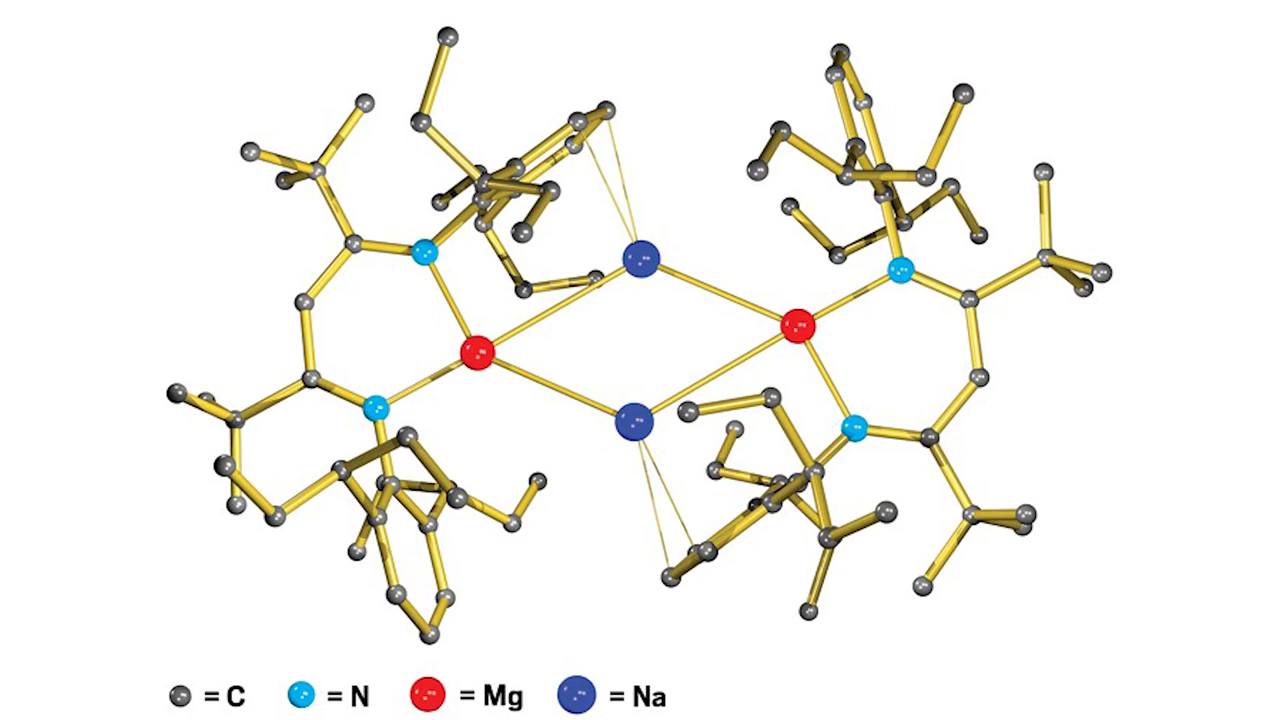 = C = N = Mg = Na